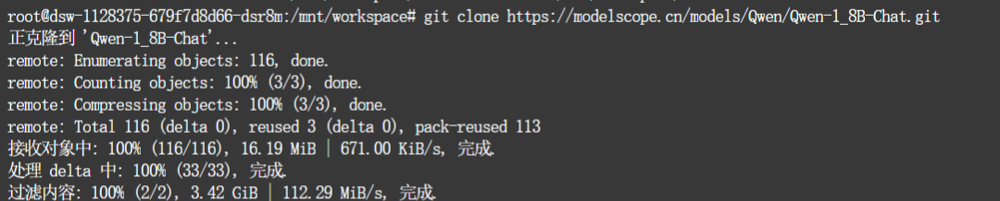 root@dsw-1128375-679f7d8d66-dsr8m:/mnt/workspace# git clone https://modelscope.cn/models/Qwen/Qwen-1_8B-Chat.git
正克隆到 'Qwen-1_8B-Chat'...
remote: Enumerating objects: 116, done.
remote: Counting objects: 100% (3/3), done.
remote: Compressing objects: 100% (3/3), done.
remote: Total 116 (delta 0), reused 3 (delta 0), pack-reused 113
接收对象中: 100% (116/116), 16.19 MiB | 671.00 KiB/s, 完成.
处理 delta 中: 100% (33/33), 完成.
过滤内容: 100% (2/2), 3.42 GiB | 112.29 MiB/s, 完成.